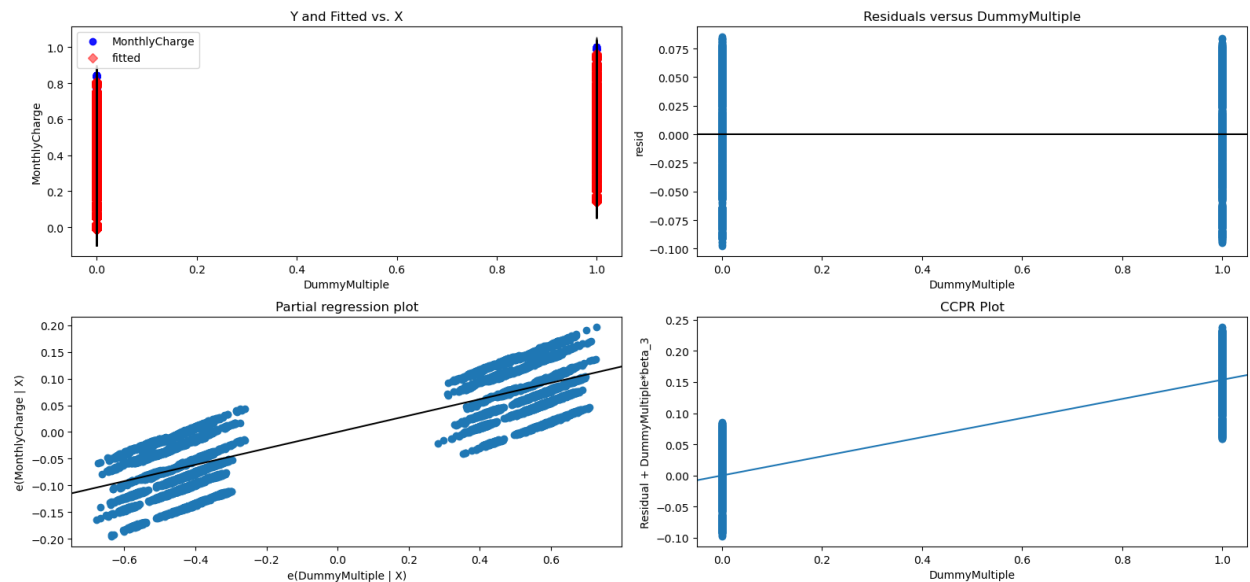 Y and Fitted vs. X
MonthlyCharge
fitted
1.0
0.8
0.6
0.4
0.2
0.0
MonthlyCharge
0.0 0.2 0.4 0.6 0.8 1.0
DummyMultiple
Residuals versus DummyMultiple
0.075
0.050
0.025
0.000
−0.025
−0.050
−0.075
−0.100
resid
0.0 0.2 0.4 0.6 0.8 1.0
DummyMultiple
Partial regression plot
0.20
0.15
0.10
0.05
0.00
−0.05
−0.10
−0.15
−0.20
e(MonthlyCharge | X)
−0.6 −0.4 −0.2 0.0 0.2 0.4 0.6
e(DummyMultiple | X)
CCPR Plot
0.25
0.20
0.15
0.10
0.05
0.00
−0.05
−0.10
Residual + DummyMultiple*beta_3
0.0 0.2 0.4 0.6 0.8 1.0
DummyMultiple